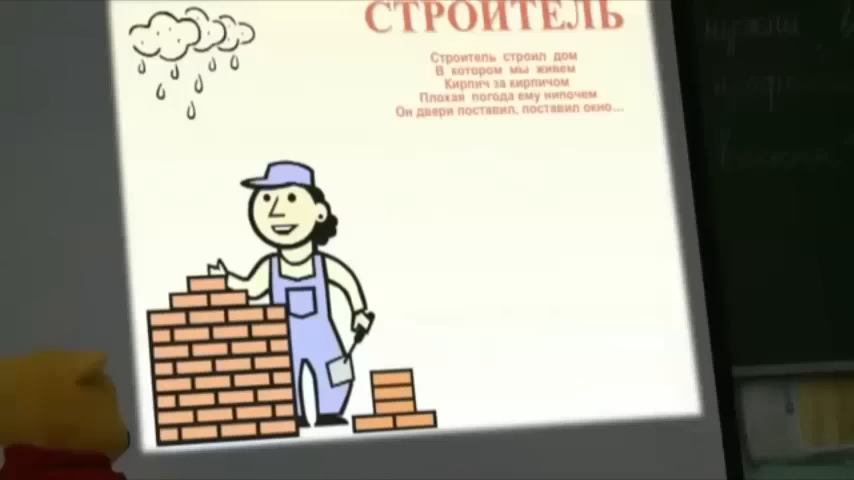 СТРОИТЕЛЬ
Строитель строил дом
В котором мы живем
Кирпич за кирпичом
Плохая погода ему нипочем
Он двери поставил, поставил окно...